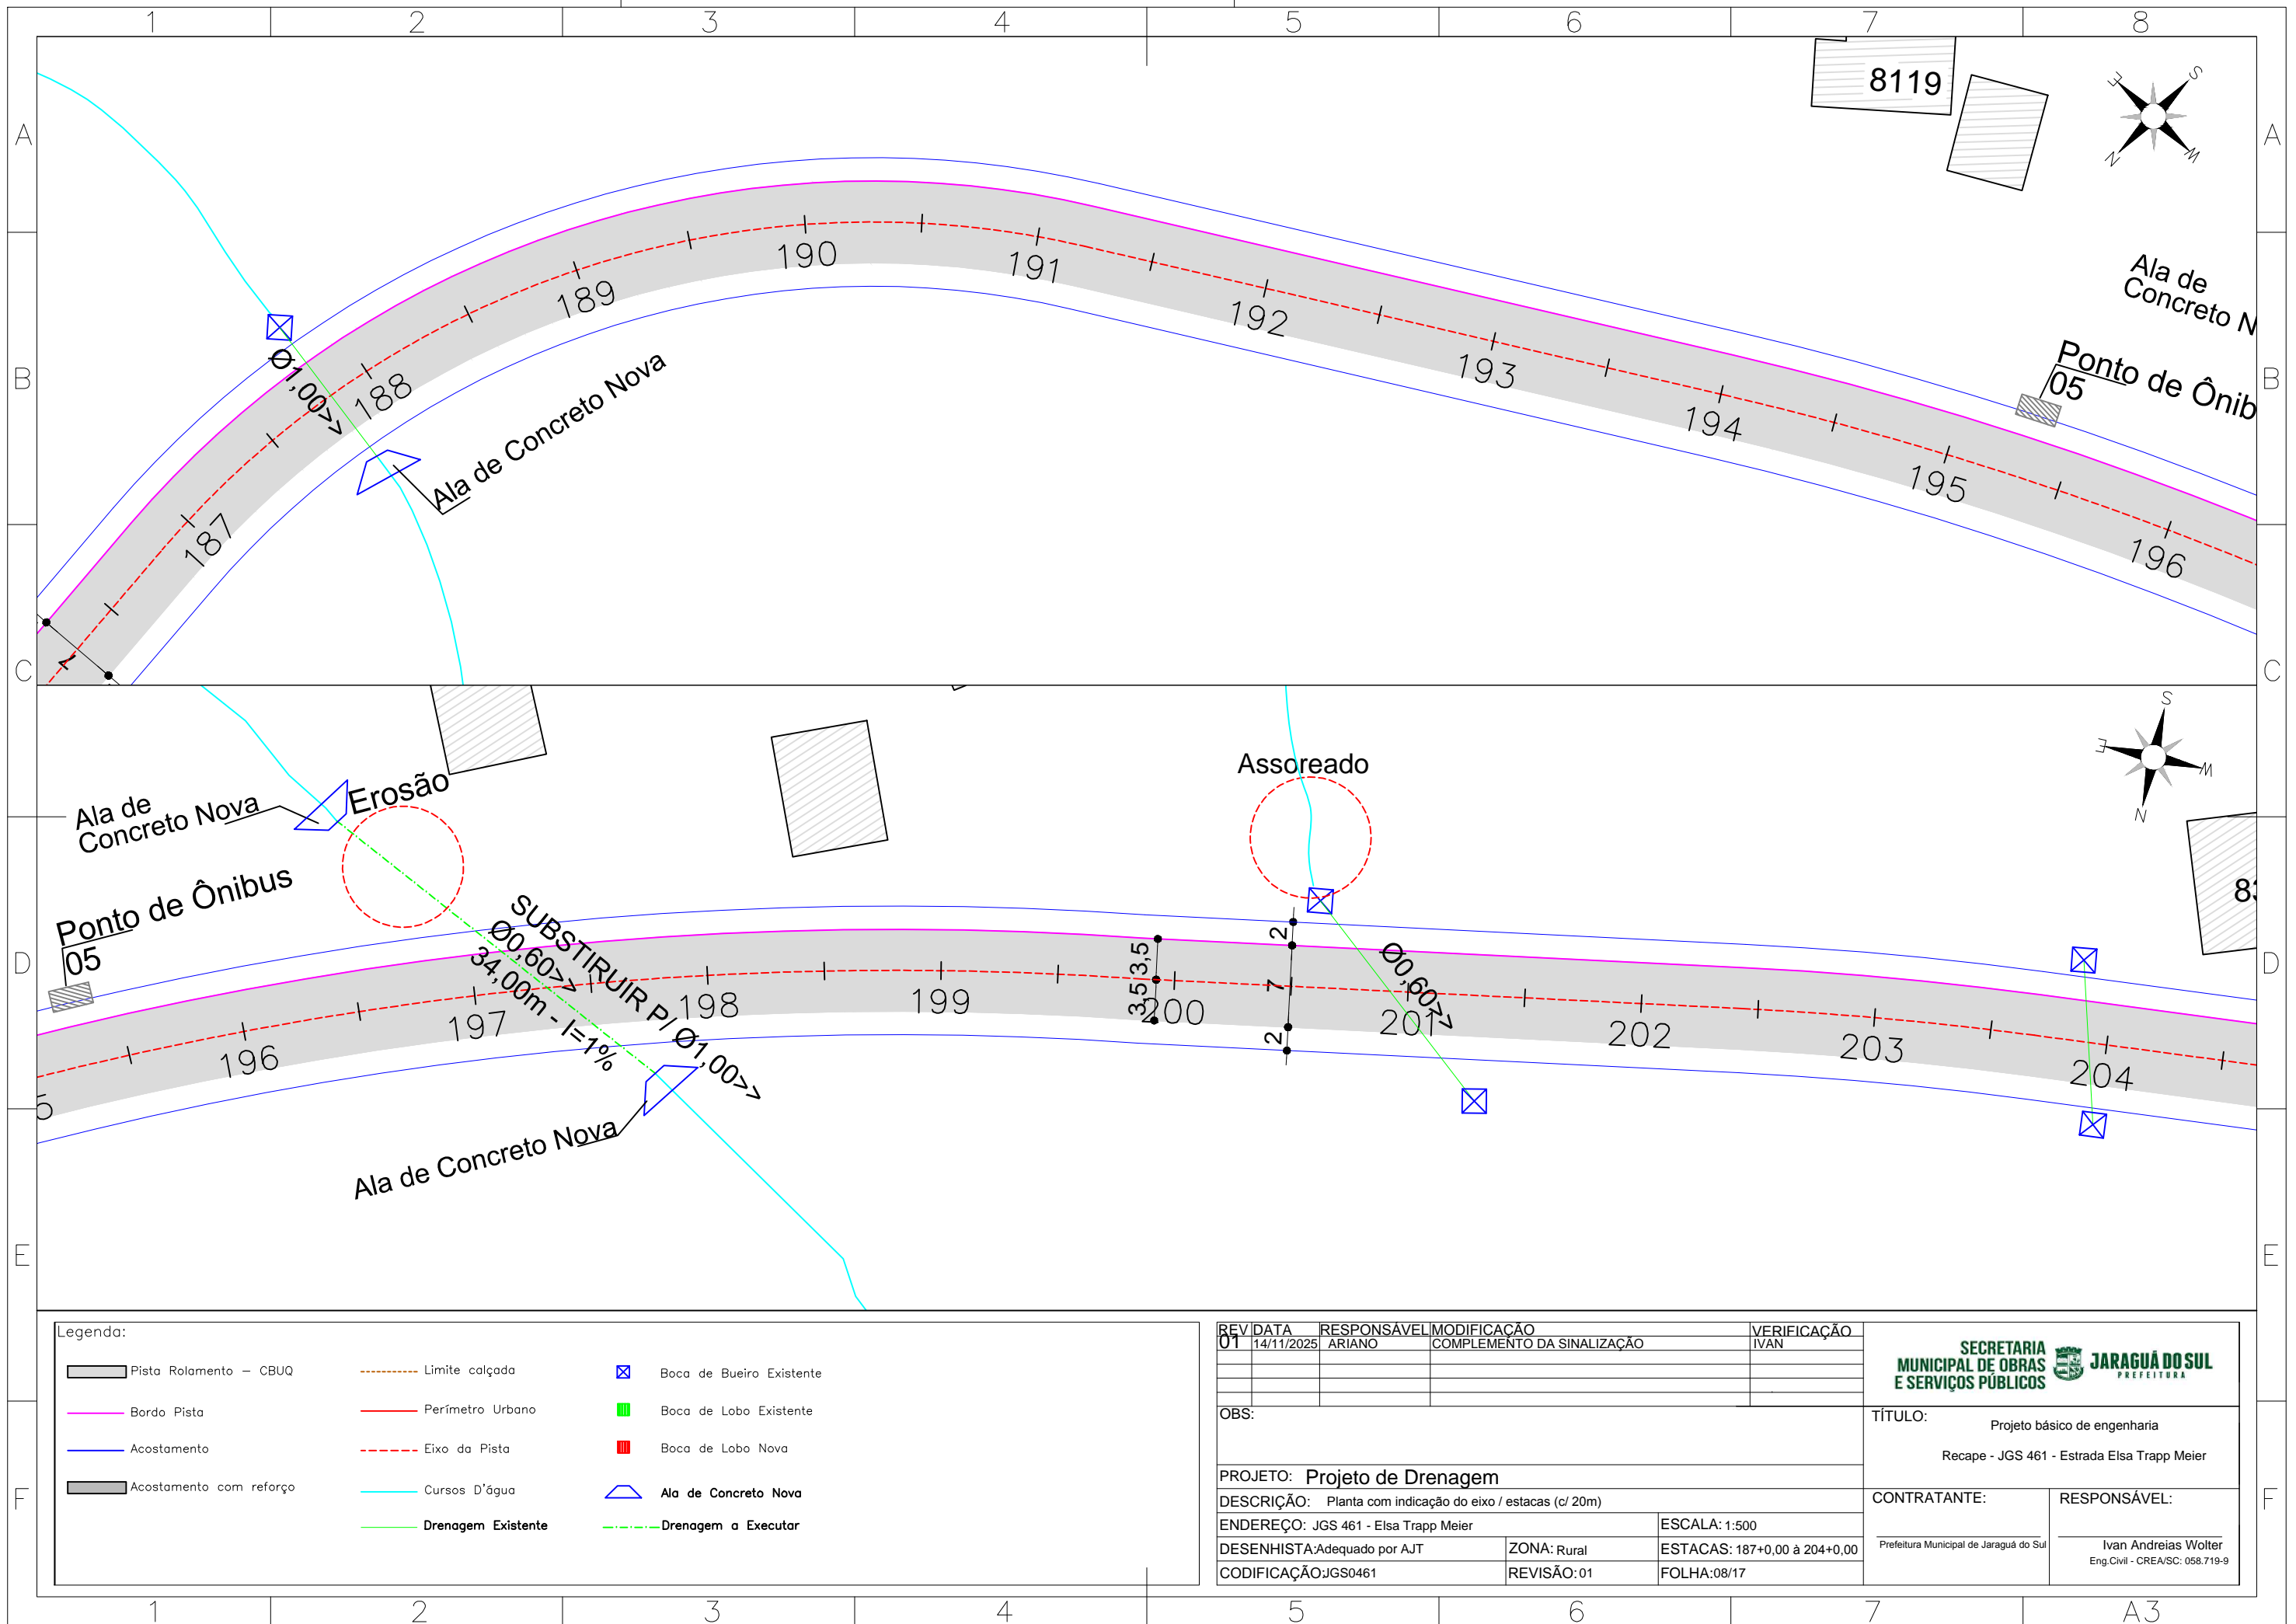 1 2 3 4 5 6 7 8
A
A
B
B
C
C
D
D
E
E
F
F
8119
E S N W
Ala de
Concreto N
Ponto de Ônib
05
190
191
189
192
188
193
187
194
195
196
Ø1,00>>
Ala de Concreto Nova
7
S E W N
Assoreado
Erosão
Ala de
Concreto Nova
Ponto de Ônibus
05
SUBSTIRUIR P/ Ø1,00>>
Ø0,60>>
34,00m - I=1%
3,5 3,5
2 7 2
Ø0,60>>
5
196
197
198
199
200
201
202
203
204
Ala de Concreto Nova
Legenda:
Pista Rolamento – CBUQ
Bordo Pista
Acostamento
Acostamento com reforço
Limite calçada
Perímetro Urbano
Eixo da Pista
Cursos D'água
Drenagem Existente
Boca de Bueiro Existente
Boca de Lobo Existente
Boca de Lobo Nova
Ala de Concreto Nova
Drenagem a Executar
REV DATA RESPONSÁVEL MODIFICAÇÃO VERIFICAÇÃO
01 14/11/2025 ARIANO COMPLEMENTO DA SINALIZAÇÃO IVAN
OBS:
PROJETO: Projeto de Drenagem
DESCRIÇÃO: Planta com indicação do eixo / estacas (c/ 20m)
ENDEREÇO: JGS 461 - Elsa Trapp Meier ESCALA: 1:500
DESENHISTA:Adequado por AJT ZONA: Rural ESTACAS: 187+0,00 à 204+0,00
CODIFICAÇÃO:JGS0461 REVISÃO: 01 FOLHA:08/17
SECRETARIA
MUNICIPAL DE OBRAS
E SERVIÇOS PÚBLICOS
JARAGUÁ DO SUL
PREFEITURA
TÍTULO:
Projeto básico de engenharia
Recape - JGS 461 - Estrada Elsa Trapp Meier
CONTRATANTE:
Prefeitura Municipal de Jaraguá do Sul
RESPONSÁVEL:
Ivan Andreias Wolter
Eng.Civil - CREA/SC: 058.719-9
1 2 3 4 5 6 7 A3